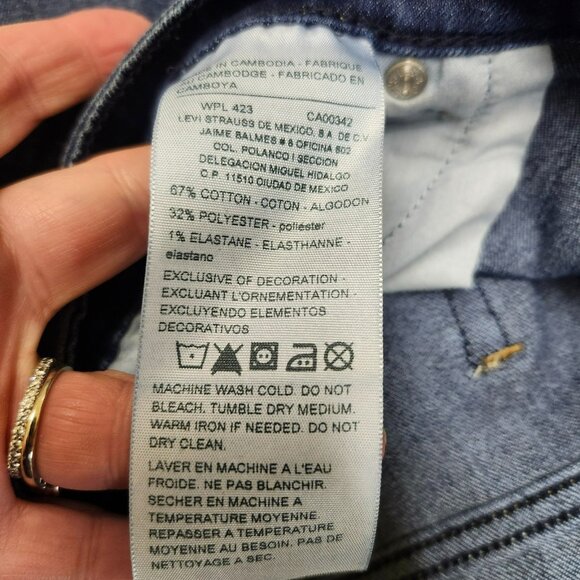 IN CAMBODIA - FABRIQUE
CAMBODGE - FABRICADO EN
CAMBOYA
WPL 423 CA00342
LEVI STRAUSS DE MEXICO, S A DE C.V
JAIME BALMES # 8 OFICINA 602
COL. POLANCO I SECCION
DELEGACION MIGUEL HIDALGO
C.P. 11510 CIUDAD DE MEXICO
67% COTTON - COTON - ALGODON
32% POLYESTER - poliester
1% ELASTANE - ELASTHANNE -
elastano
EXCLUSIVE OF DECORATION -
EXCLUANT L'ORNEMENTATION -
EXCLUYENDO ELEMENTOS
DECORATIVOS
MACHINE WASH COLD. DO NOT
BLEACH. TUMBLE DRY MEDIUM.
WARM IRON IF NEEDED. DO NOT
DRY CLEAN.
LAVER EN MACHINE A L'EAU
FROIDE. NE PAS BLANCHIR.
SECHER EN MACHINE A
TEMPERATURE MOYENNE.
REPASSER A TEMPERATURE
MOYENNE AU BESOIN. PAS DE
NETTOYAGE A SEC.